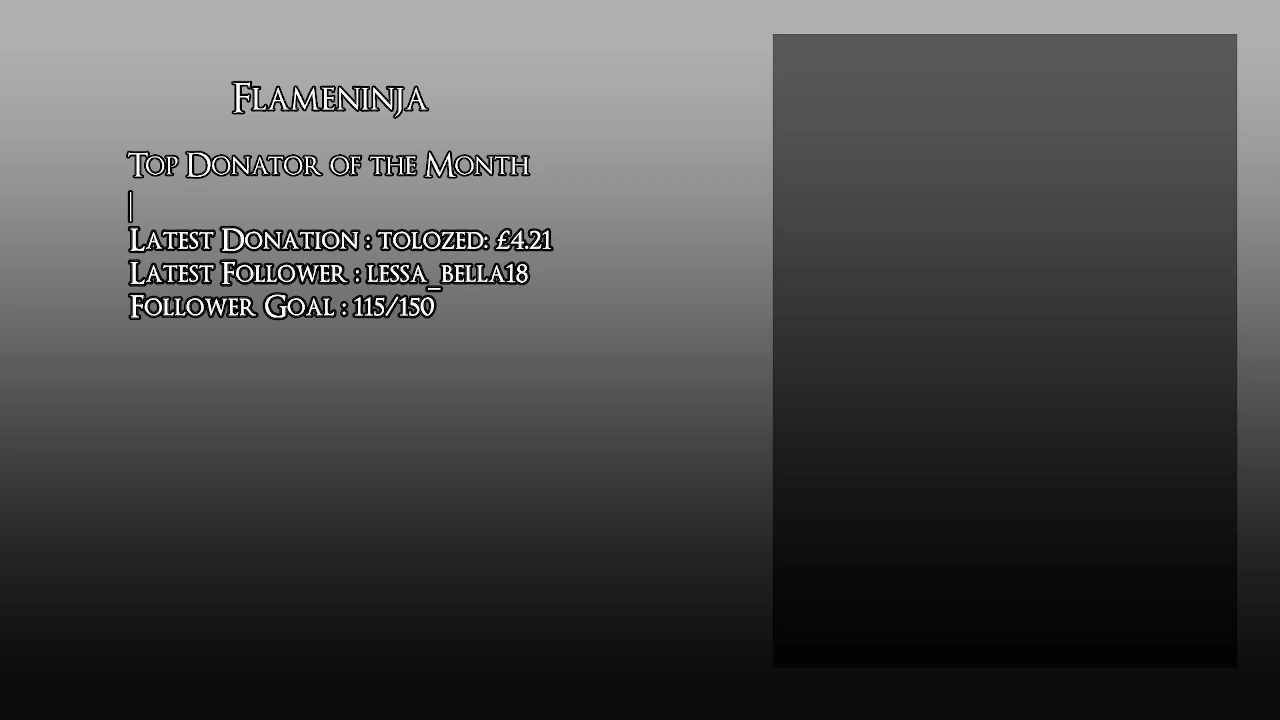 Flameninja
Top Donator of the Month
|
Latest Donation : tolozed: £4.21
Latest Follower : lessa_bella18
Follower Goal : 115/150